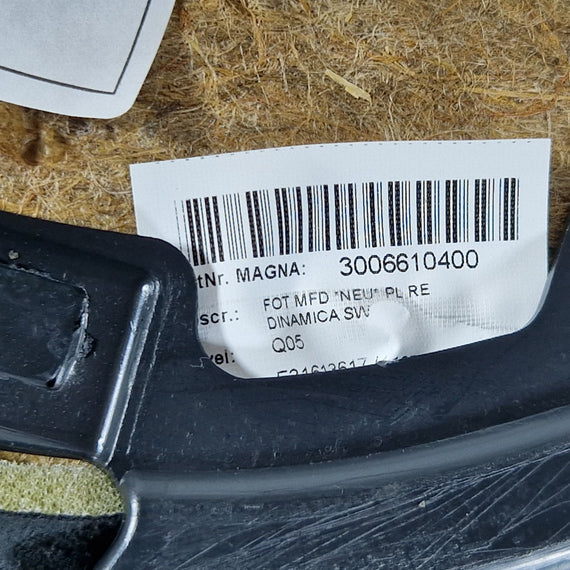 tNr. MAGNA: 3006610400
scr.: FOT MFD "NEU" PL RE
DINAMICA SW
vel: Q05